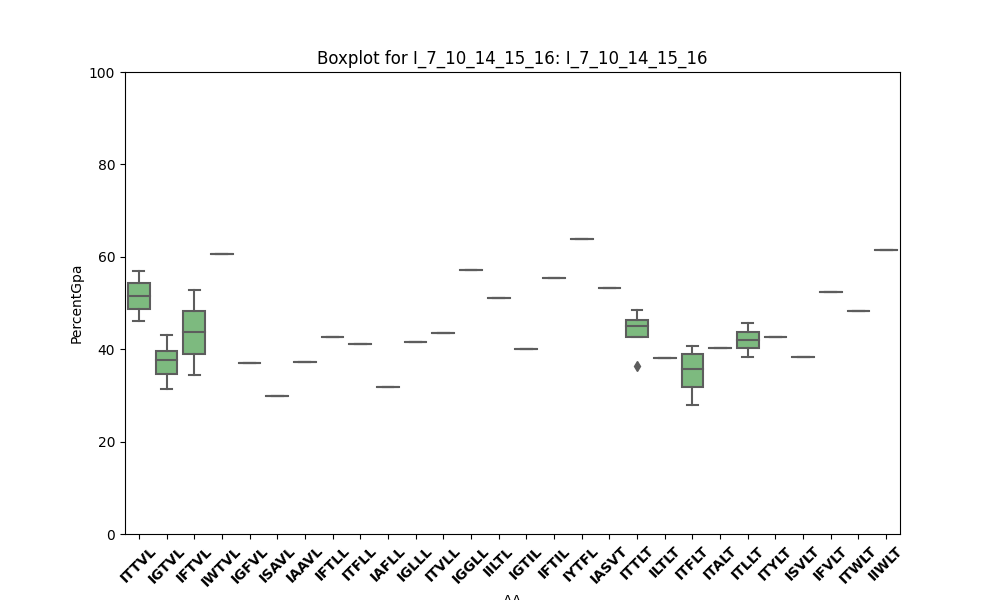 Boxplot for I_7_10_14_15_16: I_7_10_14_15_16
PercentGpa
100
80
60
40
20
0
ITTVL
IGTVL
IFTVL
IWTVL
IGFVL
ISAVL
IAAVL
IFTLL
ITFLL
IAFLL
IGLLL
ITVLL
IGGLL
IILTL
IGTIL
IFTIL
IYTFL
IASVT
ITTLT
ILTLT
ITFLT
ITALT
ITLLT
ITYLT
ISVLT
IFVLT
ITWLT
IIWLT
AA